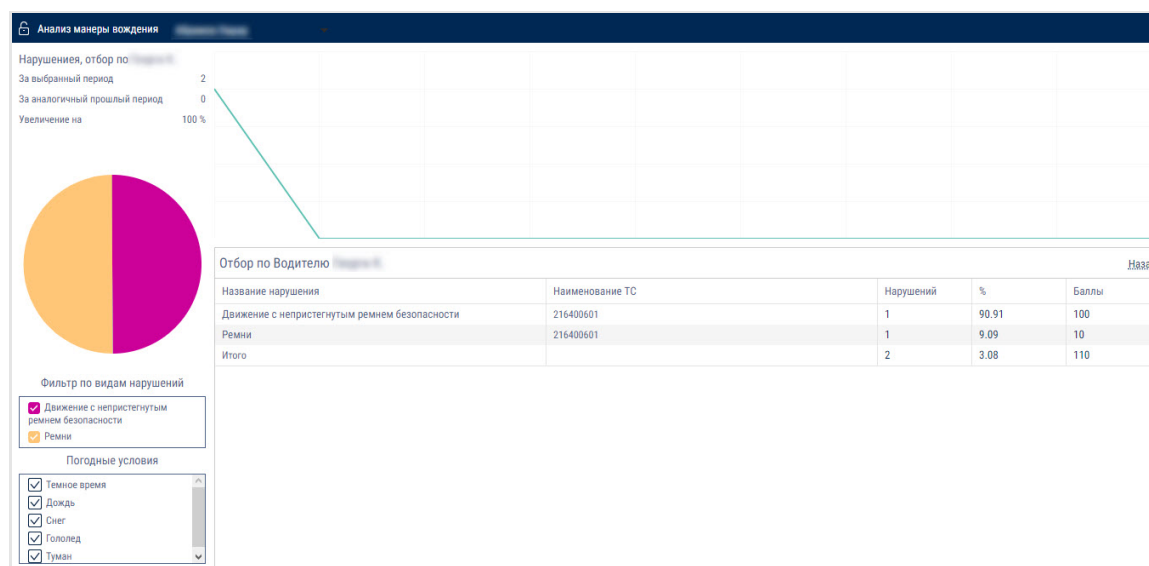 Анализ манеры вождения
Нарушениея, отбор по
За выбранный период 2
За аналогичный прошлый период 0
Увеличение на 100 %
Фильтр по видам нарушений
Движение с непристегнутым
ремнем безопасности
Ремни
Погодные условия
Темное время
Дождь
Снег
Гололед
Туман
Отбор по Водителю
Наза
Название нарушения Наименование ТС Нарушений % Баллы
Движение с непристегнутым ремнем безопасности 216400601 1 90.91 100
Ремни 216400601 1 9.09 10
Итого 2 3.08 110